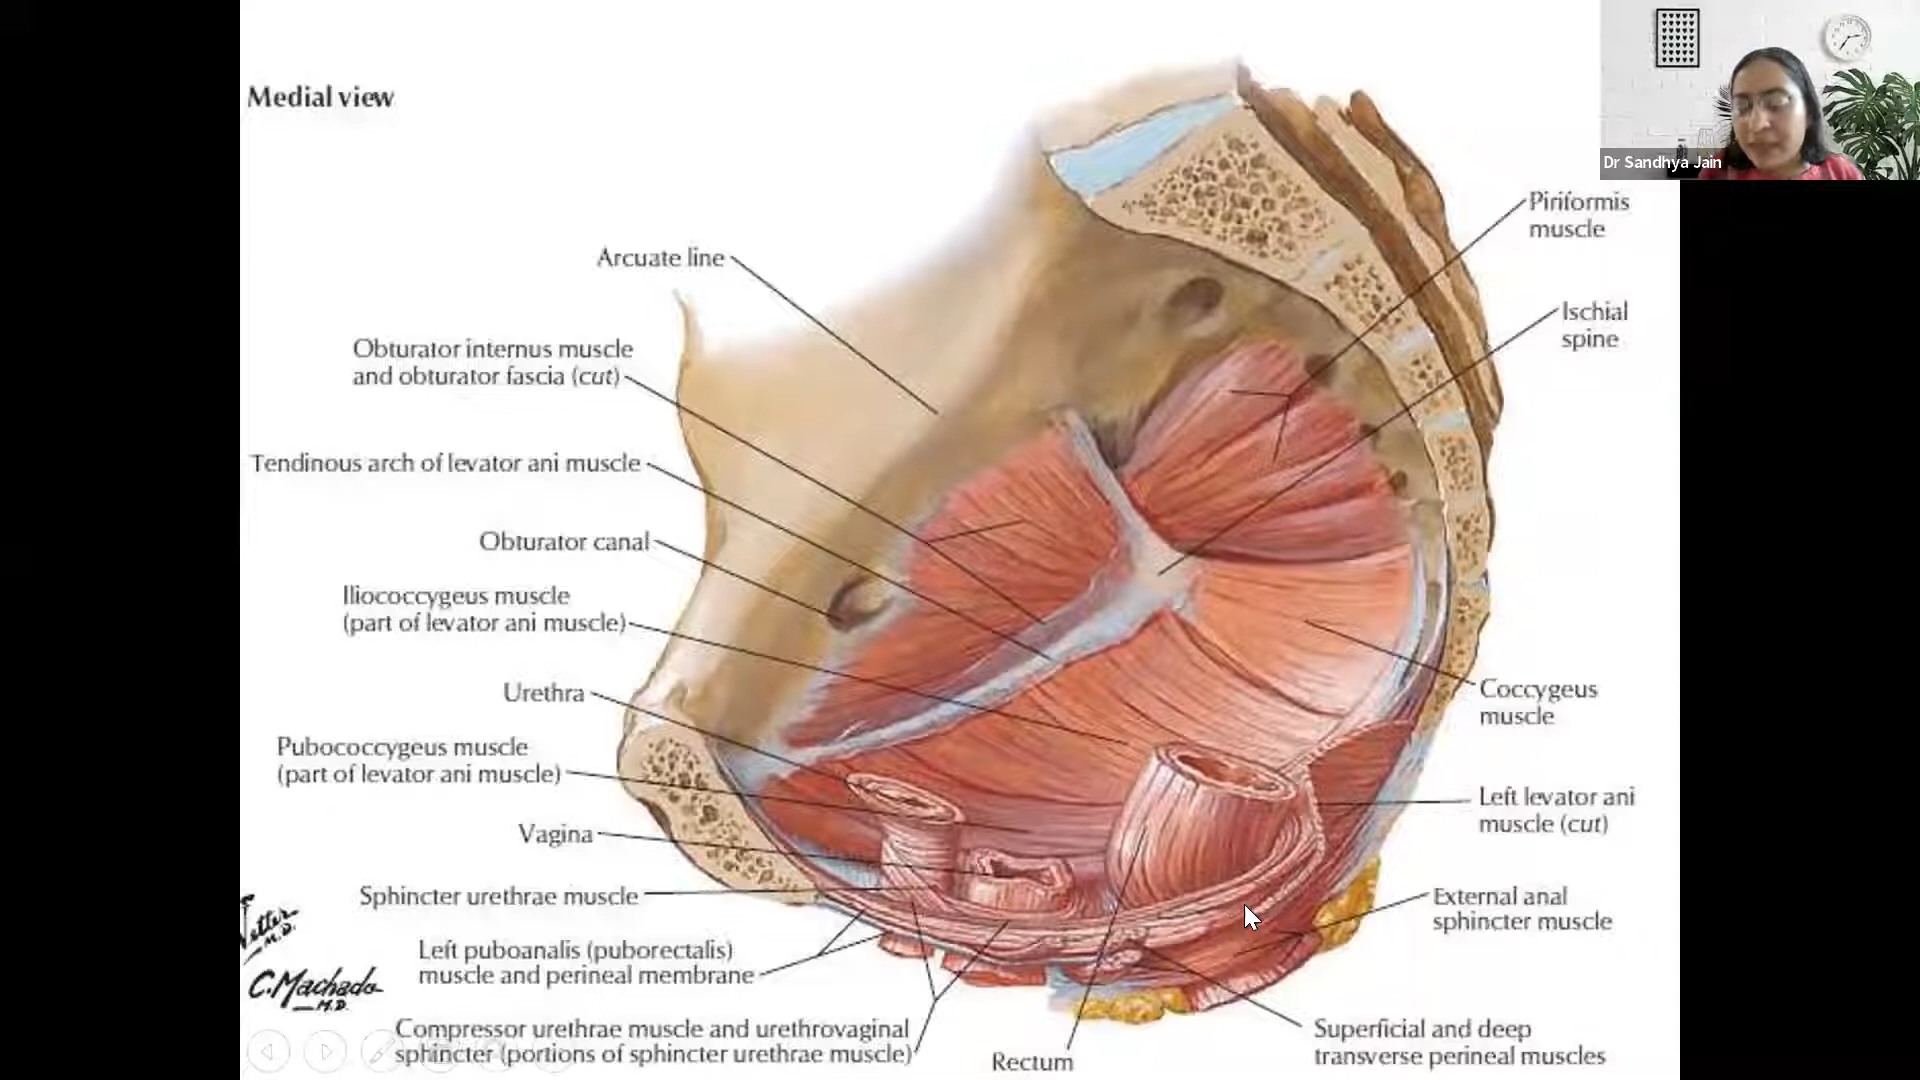 Medial view
Dr Sandhya Jain
Piriformis
muscle
Arcuate line
Ischial
spine
Obturator internus muscle
and obturator fascia (cut)
Tendinous arch of levator ani muscle
Obturator canal
Iliococcygeus muscle
(part of levator ani muscle)
Urethra
Coccygeus
muscle
Pubococcygeus muscle
(part of levator ani muscle)
Left levator ani
muscle (cut)
Vagina
Sphincter urethrae muscle
External anal
sphincter muscle
Left puboanalis (puborectalis)
muscle and perineal membrane
C.Machado
M.D.
Compressor urethrae muscle and urethrovaginal
sphincter (portions of sphincter urethrae muscle)
Rectum
Superficial and deep
transverse perineal muscles